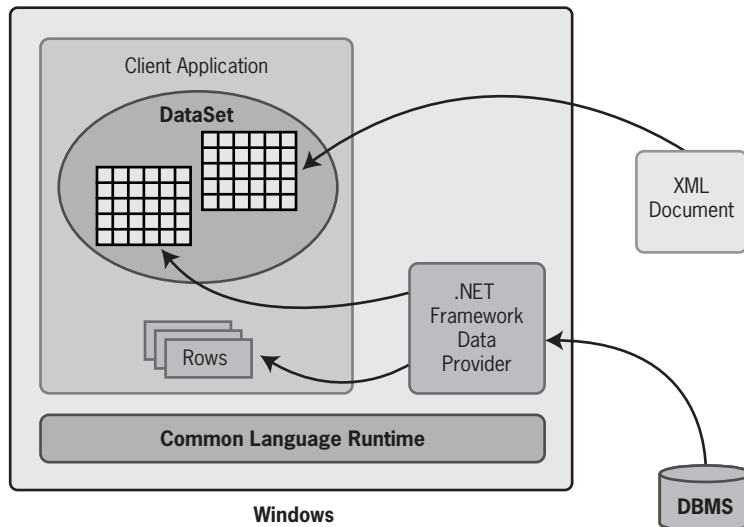 Client Application
DataSet
XML
Document
.NET
Framework
Data
Provider
Rows
Common Language Runtime
Windows
DBMS